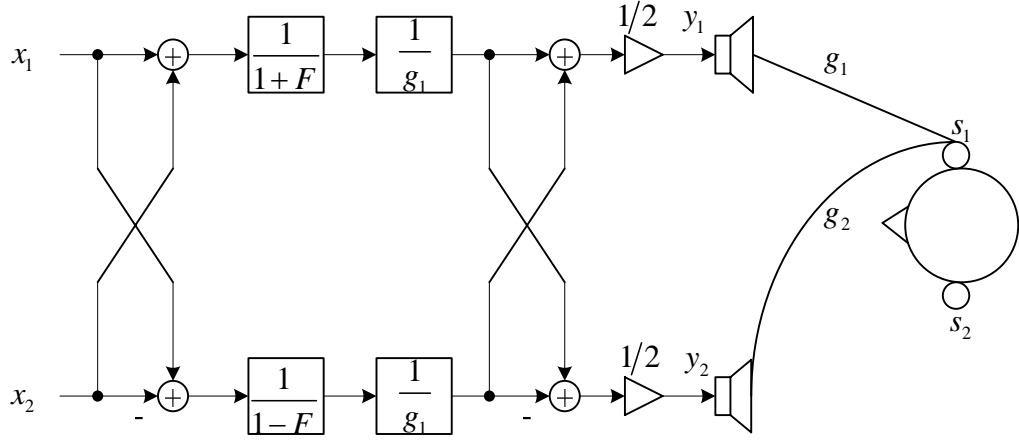 x₁
+
1
1+F
1
g₁
+
1/2
y₁
g₁
s₁
g₂
s₂
x₂
-
+
1
1−F
1
g₁
-
+
1/2
y₂